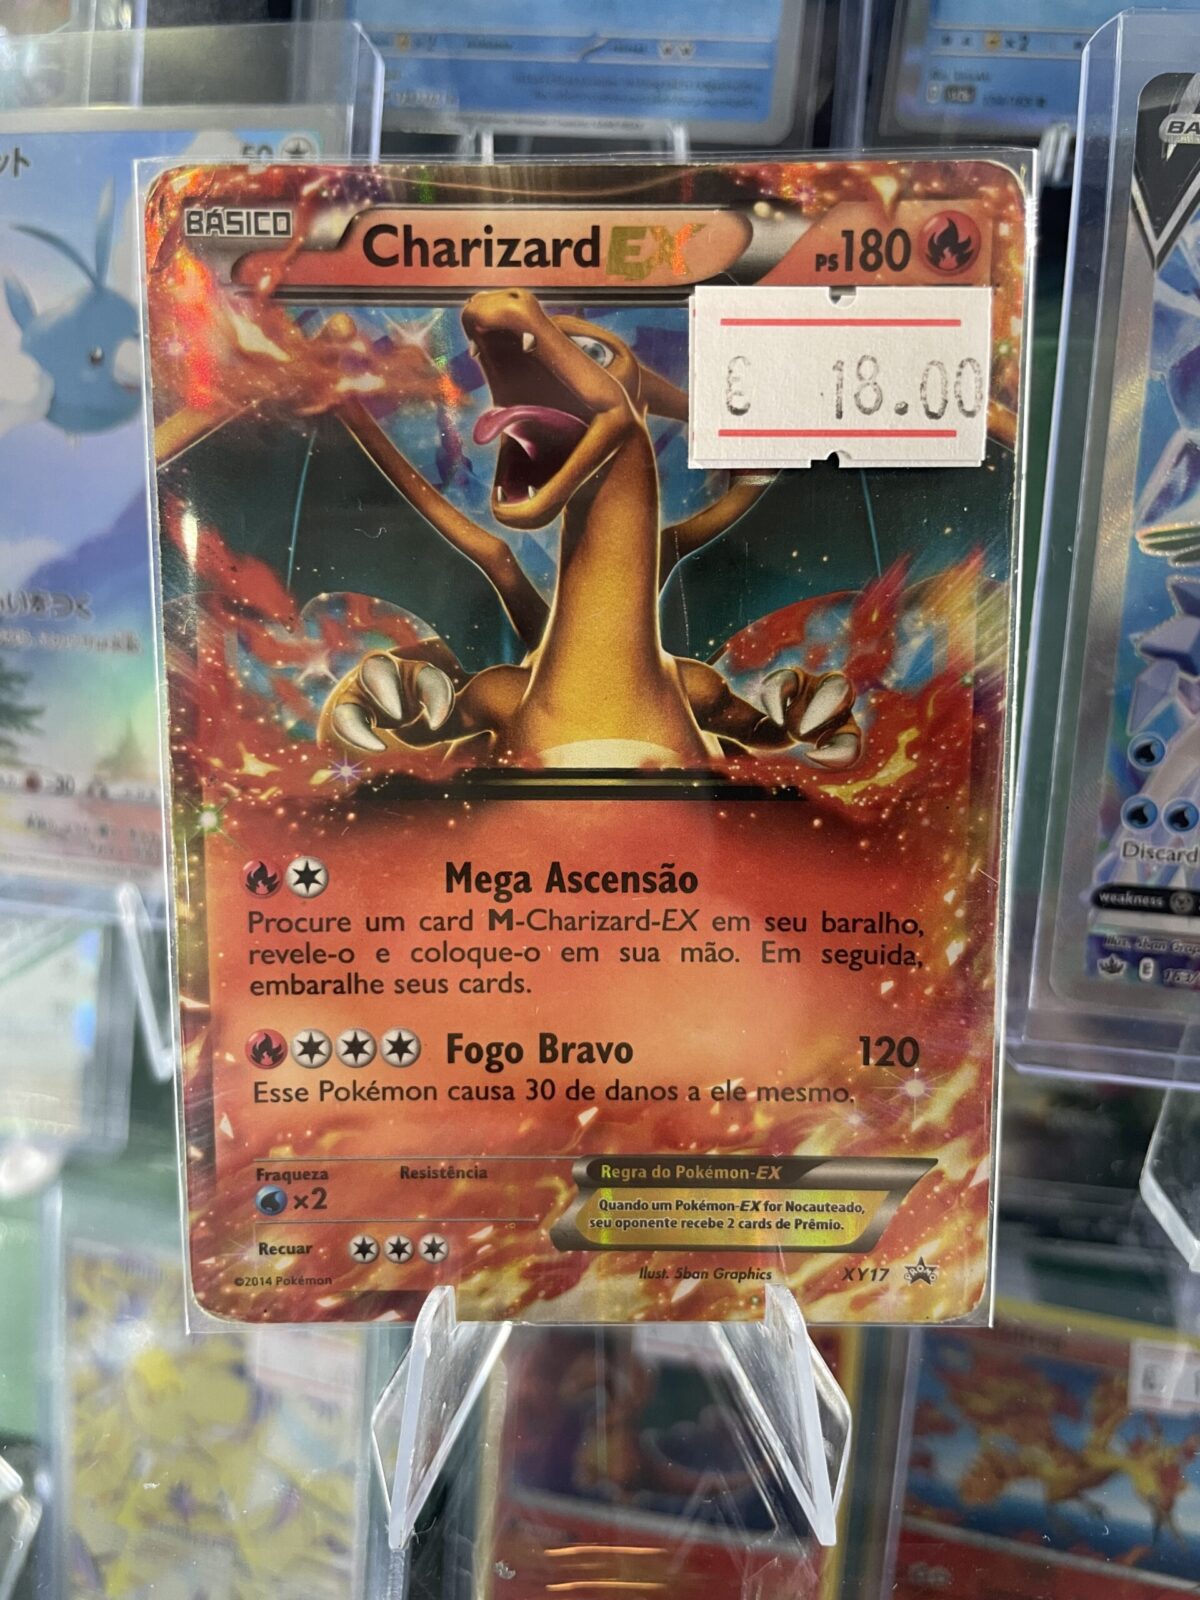 BÁSICO
Charizard EX
PS180
€ 18.00
Mega Ascensão
Procure um card M-Charizard-EX em seu baralho,
revele-o e coloque-o em sua mão. Em seguida,
embaralhe seus cards.
Fogo Bravo 120
Esse Pokémon causa 30 de danos a ele mesmo.
Fraqueza Resistência
×2
Regra do Pokémon-EX
Quando um Pokémon-EX for Nocauteado,
seu oponente recebe 2 cards de Prêmio.
Recuar
©2014 Pokémon
Ilust. 5ban Graphics
XY17
PROMO
50
Discard
weakness